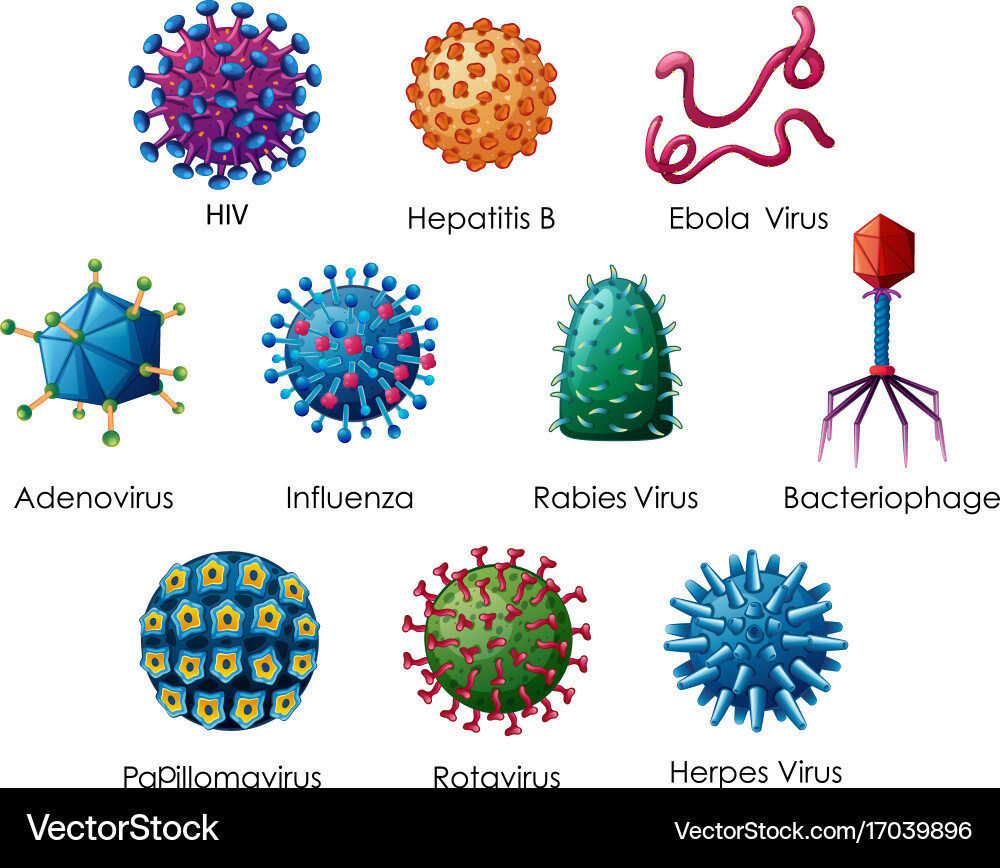 HIV
Hepatitis B
Ebola Virus
Adenovirus
Influenza
Rabies Virus
Bacteriophage
Papillomavirus
Rotavirus
Herpes Virus
VectorStock
VectorStock.com/17039896